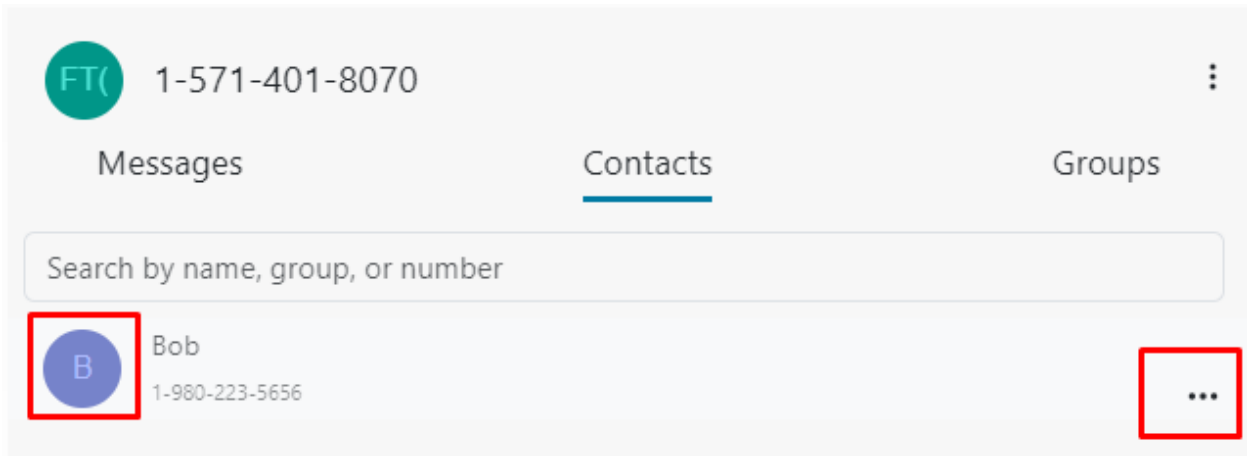 FT( 1-571-401-8070
Messages Contacts Groups
Search by name, group, or number
B Bob
1-980-223-5656